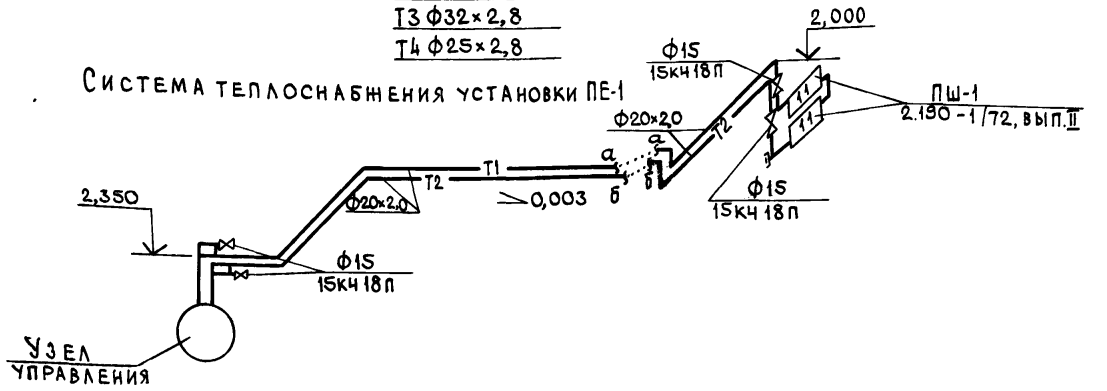 Т3 Ф32×2,8
Т4 Ф25×2,8
СИСТЕМА ТЕПЛОСНАБЖЕНИЯ УСТАНОВКИ ПЕ-1
2,000
Ф15
15КЧ18П
11
11
ПШ-1
2.190-1/72, ВЫП.II
Ф20×2,0
Т2
а
а
б
б
Т1
Т2
Ф20×2,0
0,003
Ф15
15КЧ18П
2,350
Ф15
15КЧ18П
УЗЕЛ
УПРАВЛЕНИЯ